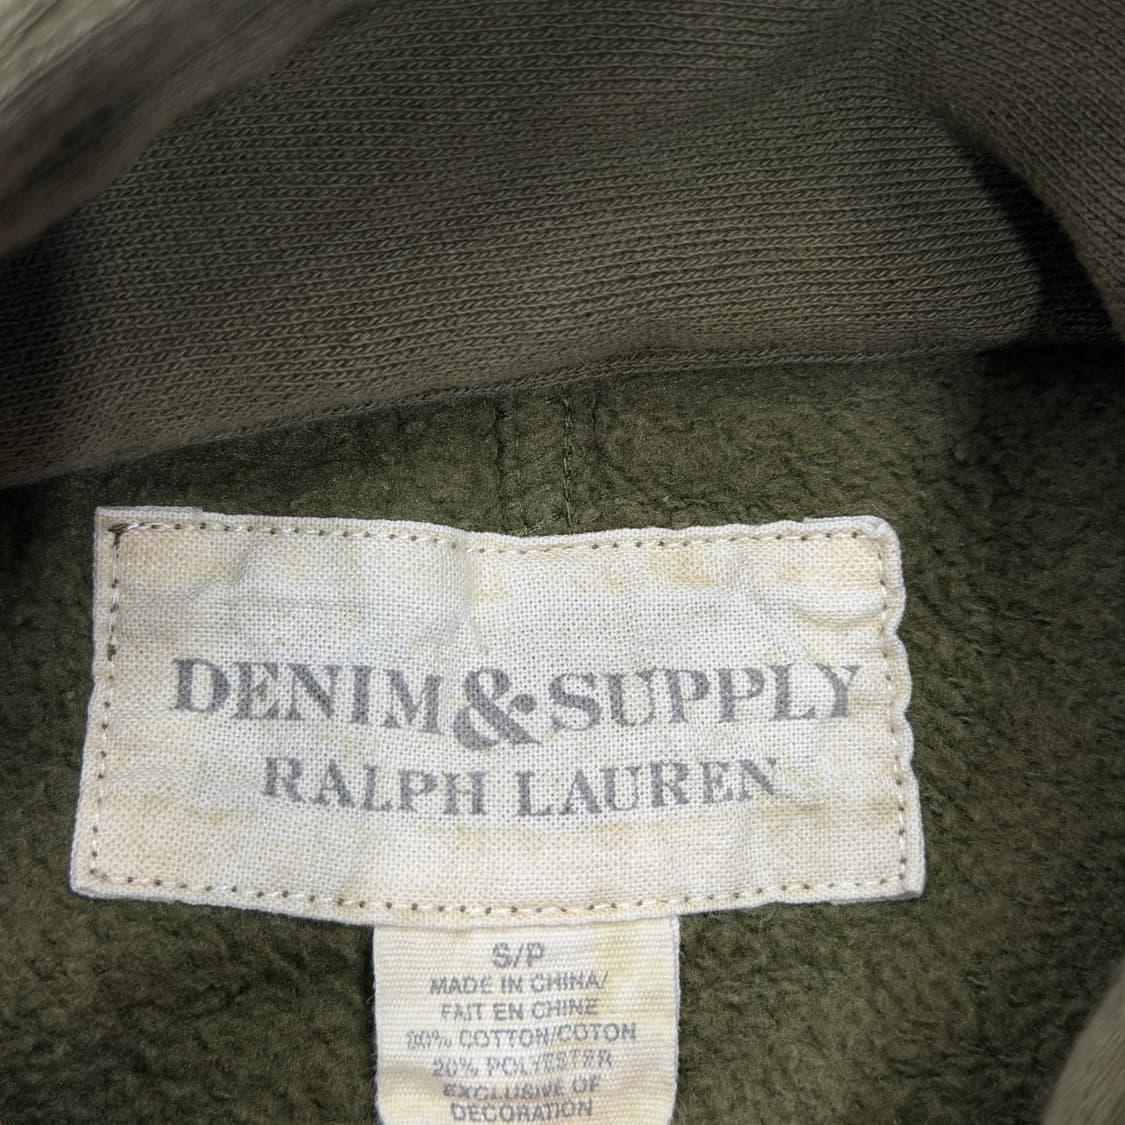 DENIM & SUPPLY
RALPH LAUREN
S/P
MADE IN CHINA/
FAIT EN CHINE
80% COTTON/COTON
20% POLYESTER
EXCLUSIVE OF
DECORATION